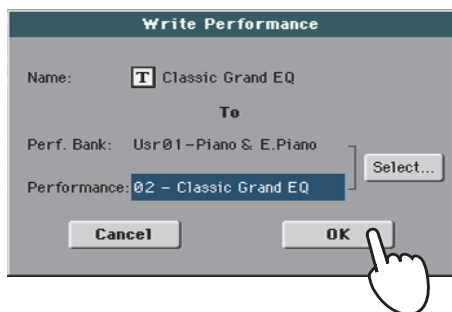 Write Performance
Name: T Classic Grand EQ
To
Perf. Bank: Usr01-Piano & E.Piano
Select...
Performance: 02 - Classic Grand EQ
Cancel OK